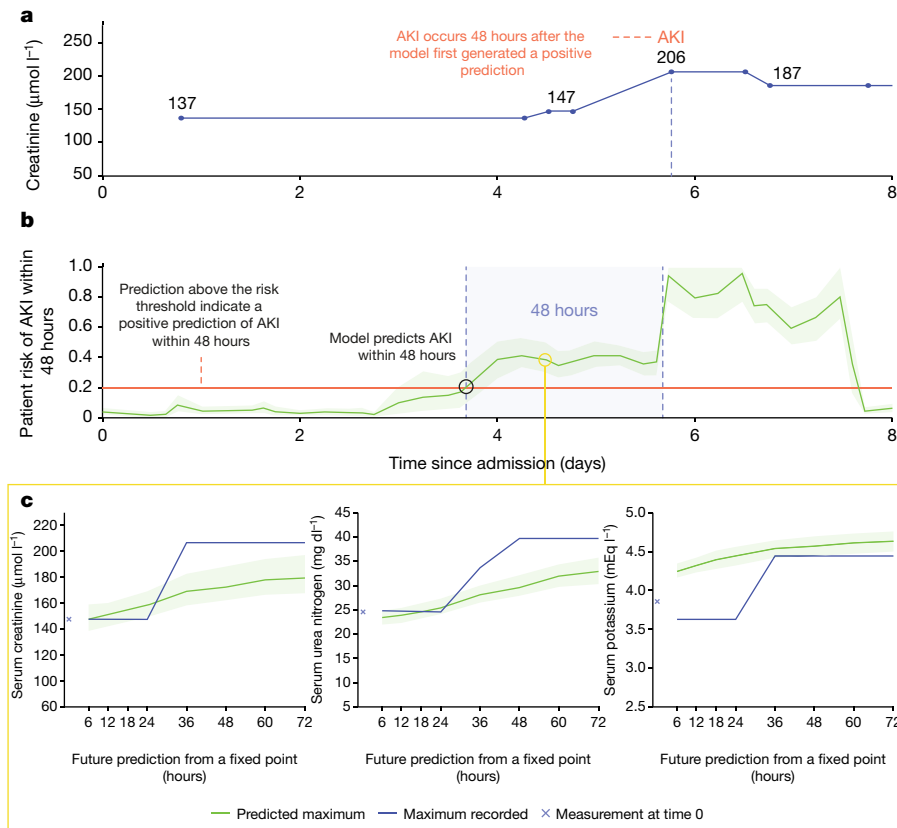 a
Creatinine (μmol l⁻¹)
250
200
150
100
50
0
2
4
6
8
137
147
206
187
AKI occurs 48 hours after the
model first generated a positive
prediction
AKI
b
Patient risk of AKI within
48 hours
1.0
0.8
0.6
0.4
0.2
0
0
2
4
6
8
Prediction above the risk
threshold indicate a
positive prediction of AKI
within 48 hours
Model predicts AKI
within 48 hours
48 hours
Time since admission (days)
c
Serum creatinine (μmol l⁻¹)
220
200
180
160
140
120
100
80
60
6 12 18 24 36 48 60 72
Future prediction from a fixed point
(hours)
Serum urea nitrogen (mg dl⁻¹)
45
40
35
30
25
20
15
10
5
6 12 18 24 36 48 60 72
Future prediction from a fixed point
(hours)
Serum potassium (mEq l⁻¹)
5.0
4.5
4.0
3.5
3.0
2.5
6 12 18 24 36 48 60 72
Future prediction from a fixed point
(hours)
Predicted maximum
Maximum recorded
× Measurement at time 0